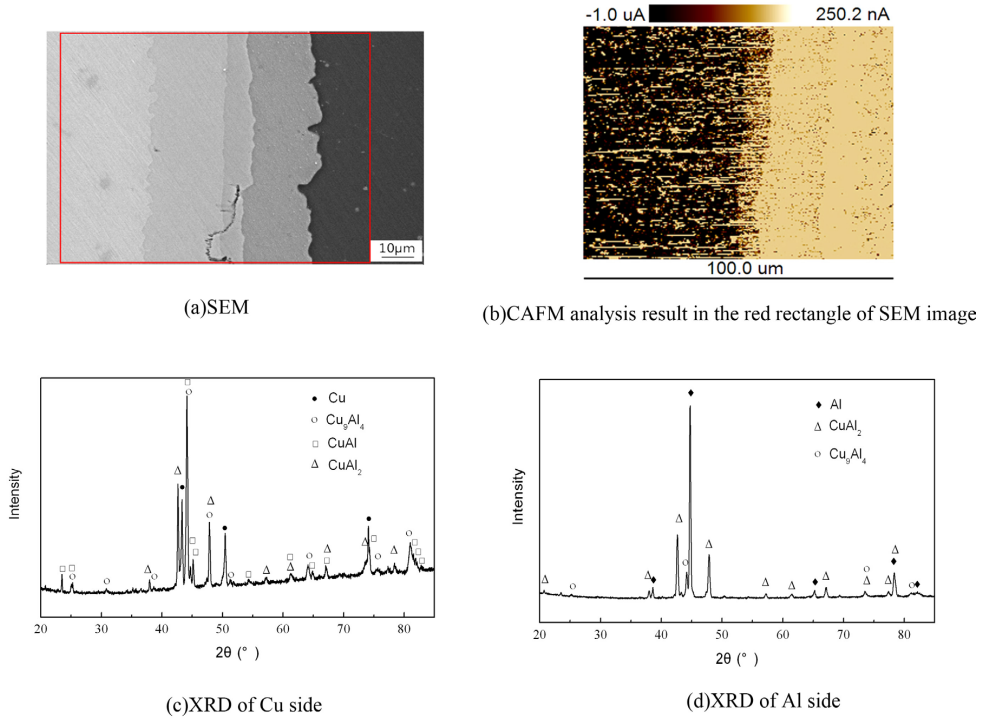 -1.0 uA 250.2 nA
10μm
100.0 um
(a)SEM
(b)CAFM analysis result in the red rectangle of SEM image
Intensity
Cu
Cu₉Al₄
CuAl
CuAl₂
20 30 40 50 60 70 80
2θ (° )
(c)XRD of Cu side
Intensity
Al
CuAl₂
Cu₉Al₄
20 30 40 50 60 70 80
2θ (° )
(d)XRD of Al side